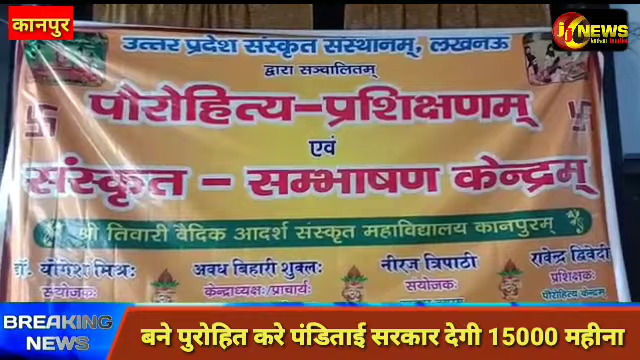 कानपुर
NEWS
उत्तर प्रदेश संस्कृत संस्थानम्, लखनऊ
द्वारा सञ्चालितम्
पौरोहित्य-प्रशिक्षणम्
एवं
संस्कृत - सम्भाषण केन्द्रम्
श्री तिवारी वैदिक आदर्श संस्कृत महाविद्यालय कानपुरम्
डॉ. योगेश मिश्रः अवध बिहारी शुक्लः नीरज त्रिपाठी रावेन्द्र द्विवेदी
संयोजकः केन्द्राध्यक्षः/प्राचार्यः संयोजकः प्रशिक्षकः
पौरोहित्य केन्द्रम्
BREAKING NEWS
बने पुरोहित करे पंडिताई सरकार देगी 15000 महीना